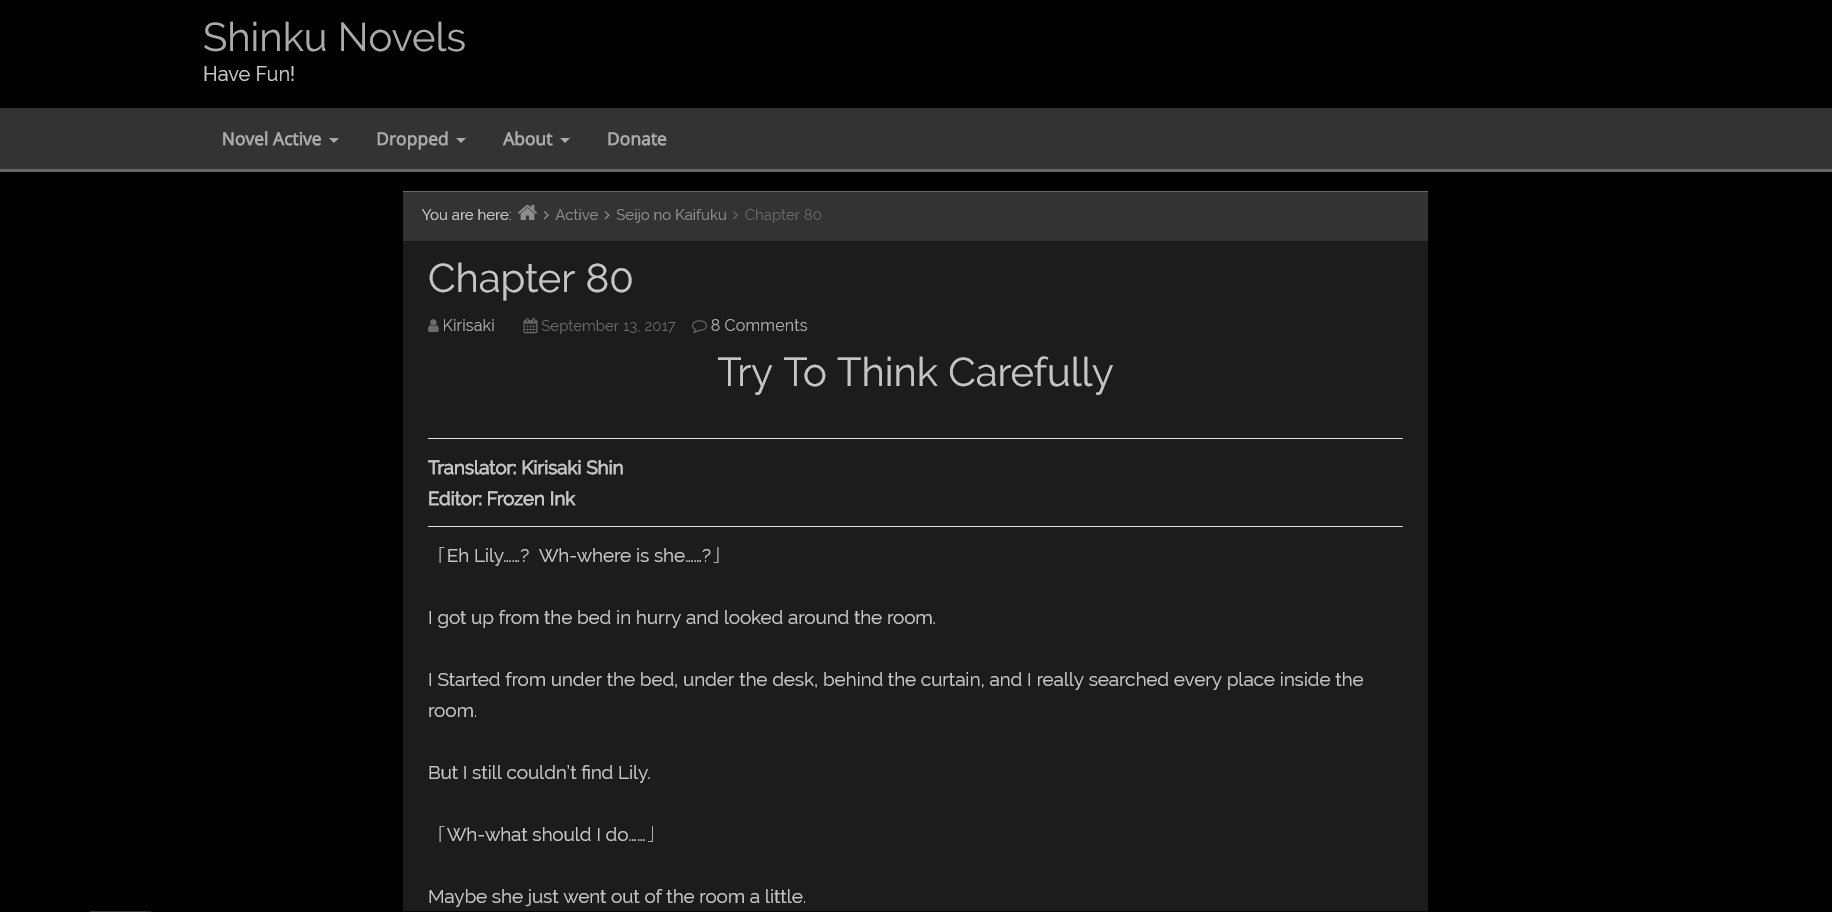 Shinku Novels
Have Fun!
Novel Active Dropped About Donate
You are here: > Active > Seijo no Kaifuku > Chapter 80
Chapter 80
Kirisaki September 13, 2017 8 Comments
Try To Think Carefully
Translator: Kirisaki Shin
Editor: Frozen Ink
「Eh Lily……? Wh-where is she……?」
I got up from the bed in hurry and looked around the room.
I Started from under the bed, under the desk, behind the curtain, and I really searched every place inside the
room.
But I still couldn’t find Lily.
「Wh-what should I do……」
Maybe she just went out of the room a little.